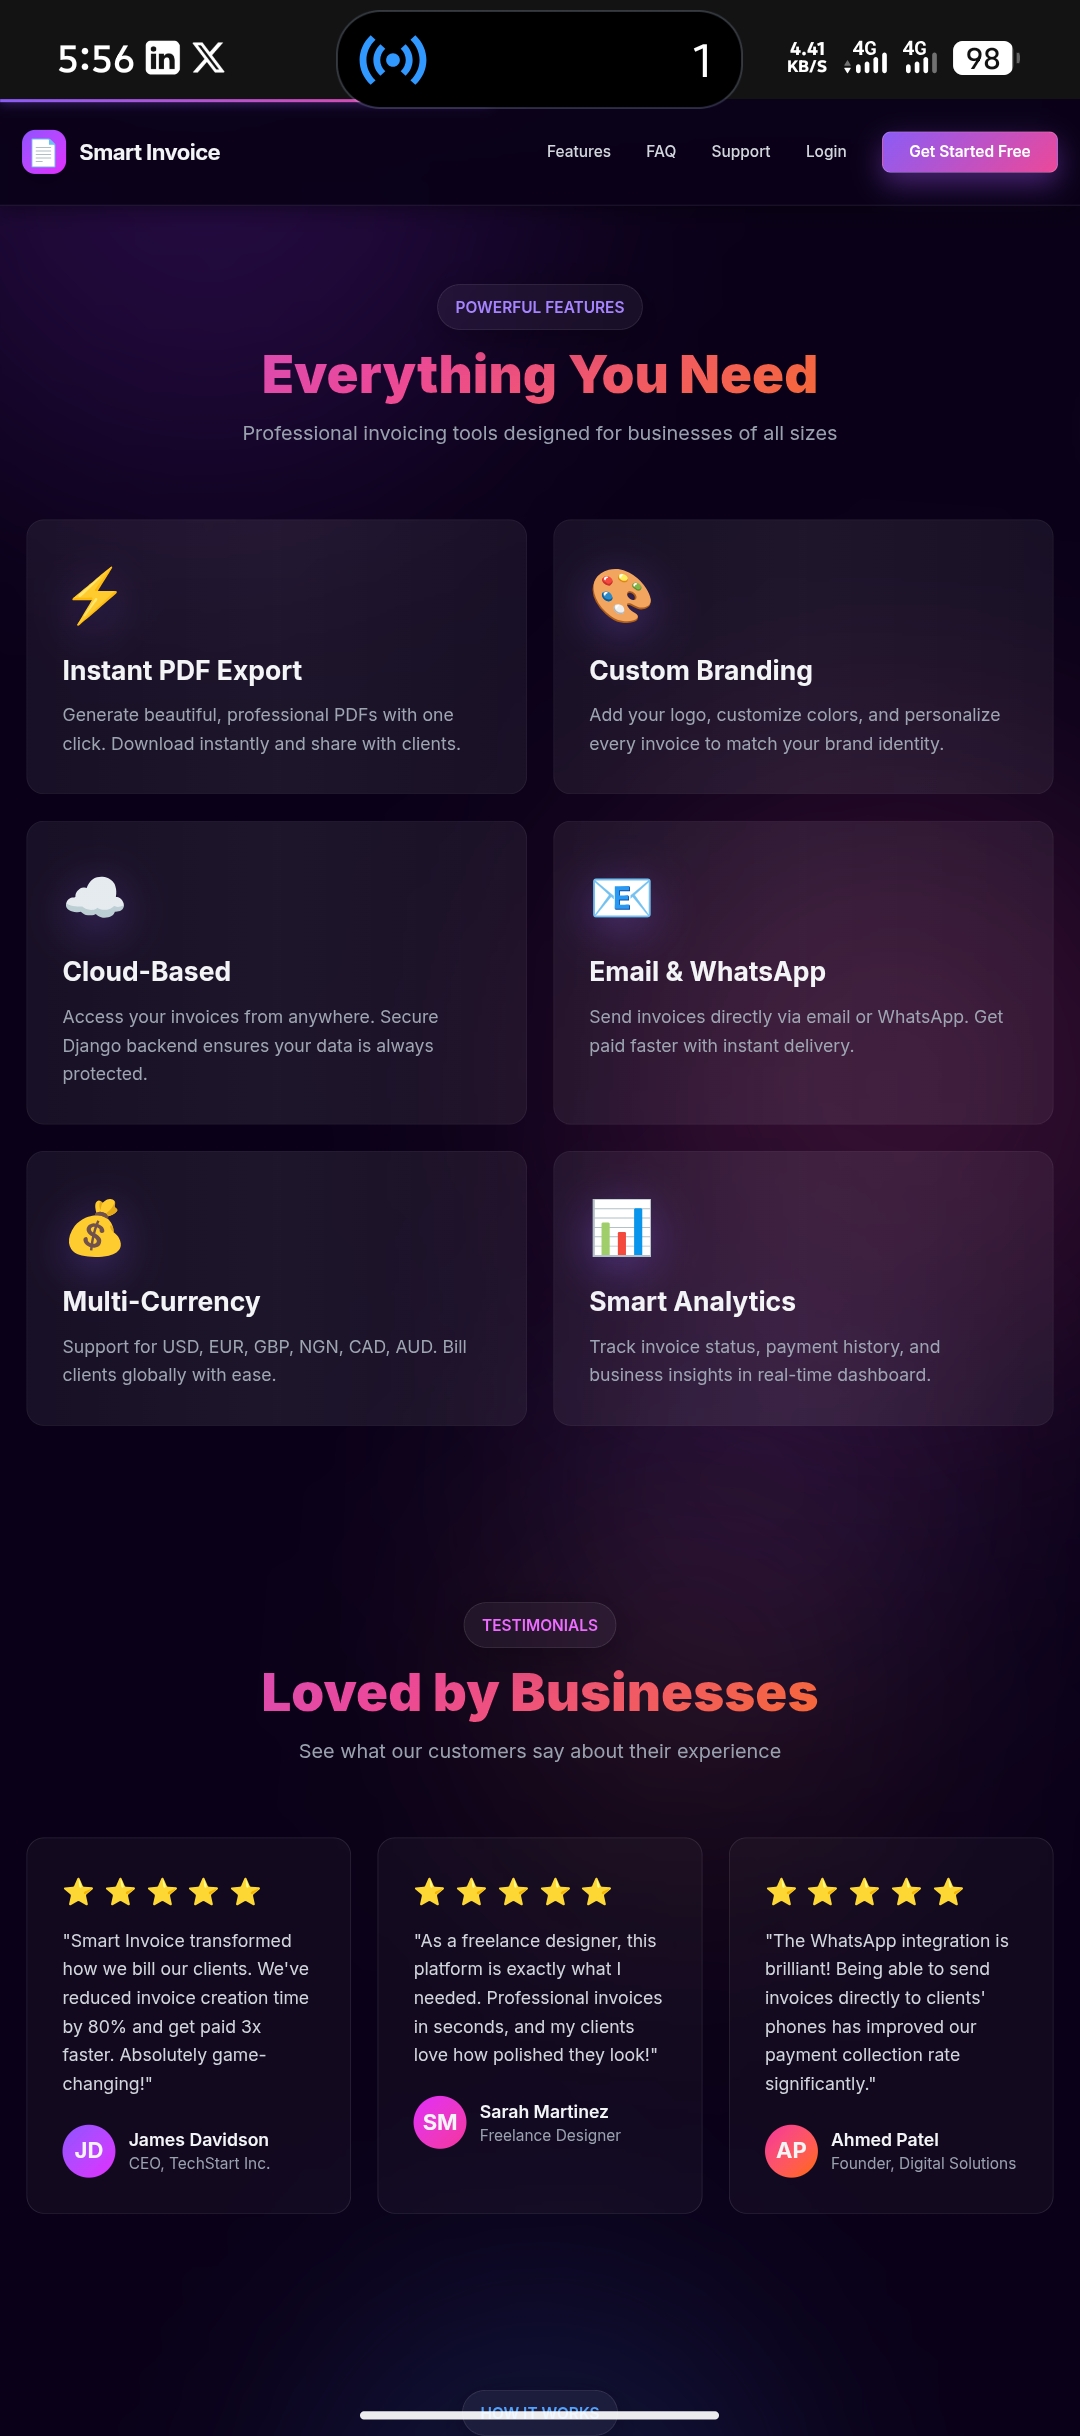 5:56
1
4.41
KB/S
4G
4G
98
Smart Invoice
Features
FAQ
Support
Login
Get Started Free
POWERFUL FEATURES
Everything You Need
Professional invoicing tools designed for businesses of all sizes
Instant PDF Export
Generate beautiful, professional PDFs with one
click. Download instantly and share with clients.
Custom Branding
Add your logo, customize colors, and personalize
every invoice to match your brand identity.
Cloud-Based
Access your invoices from anywhere. Secure
Django backend ensures your data is always
protected.
Email & WhatsApp
Send invoices directly via email or WhatsApp. Get
paid faster with instant delivery.
Multi-Currency
Support for USD, EUR, GBP, NGN, CAD, AUD. Bill
clients globally with ease.
Smart Analytics
Track invoice status, payment history, and
business insights in real-time dashboard.
TESTIMONIALS
Loved by Businesses
See what our customers say about their experience
"Smart Invoice transformed
how we bill our clients. We've
reduced invoice creation time
by 80% and get paid 3x
faster. Absolutely game-
changing!"
JD
James Davidson
CEO, TechStart Inc.
"As a freelance designer, this
platform is exactly what I
needed. Professional invoices
in seconds, and my clients
love how polished they look!"
SM
Sarah Martinez
Freelance Designer
"The WhatsApp integration is
brilliant! Being able to send
invoices directly to clients'
phones has improved our
payment collection rate
significantly."
AP
Ahmed Patel
Founder, Digital Solutions
HOW IT WORKS